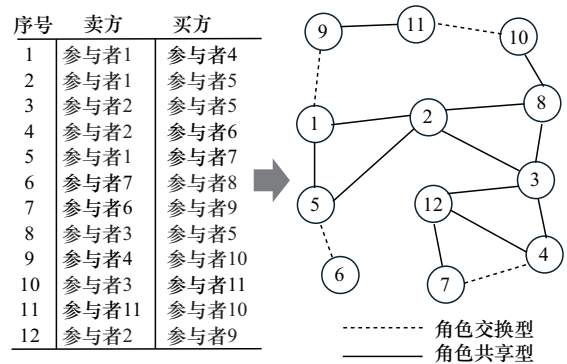 序号 卖方 买方
1 参与者1 参与者4
2 参与者1 参与者5
3 参与者2 参与者5
4 参与者2 参与者6
5 参与者1 参与者7
6 参与者7 参与者8
7 参与者6 参与者9
8 参与者3 参与者5
9 参与者4 参与者10
10 参与者3 参与者11
11 参与者11 参与者10
12 参与者2 参与者9
9
11
10
1
2
8
5
12
3
6
7
4
角色交换型
角色共享型